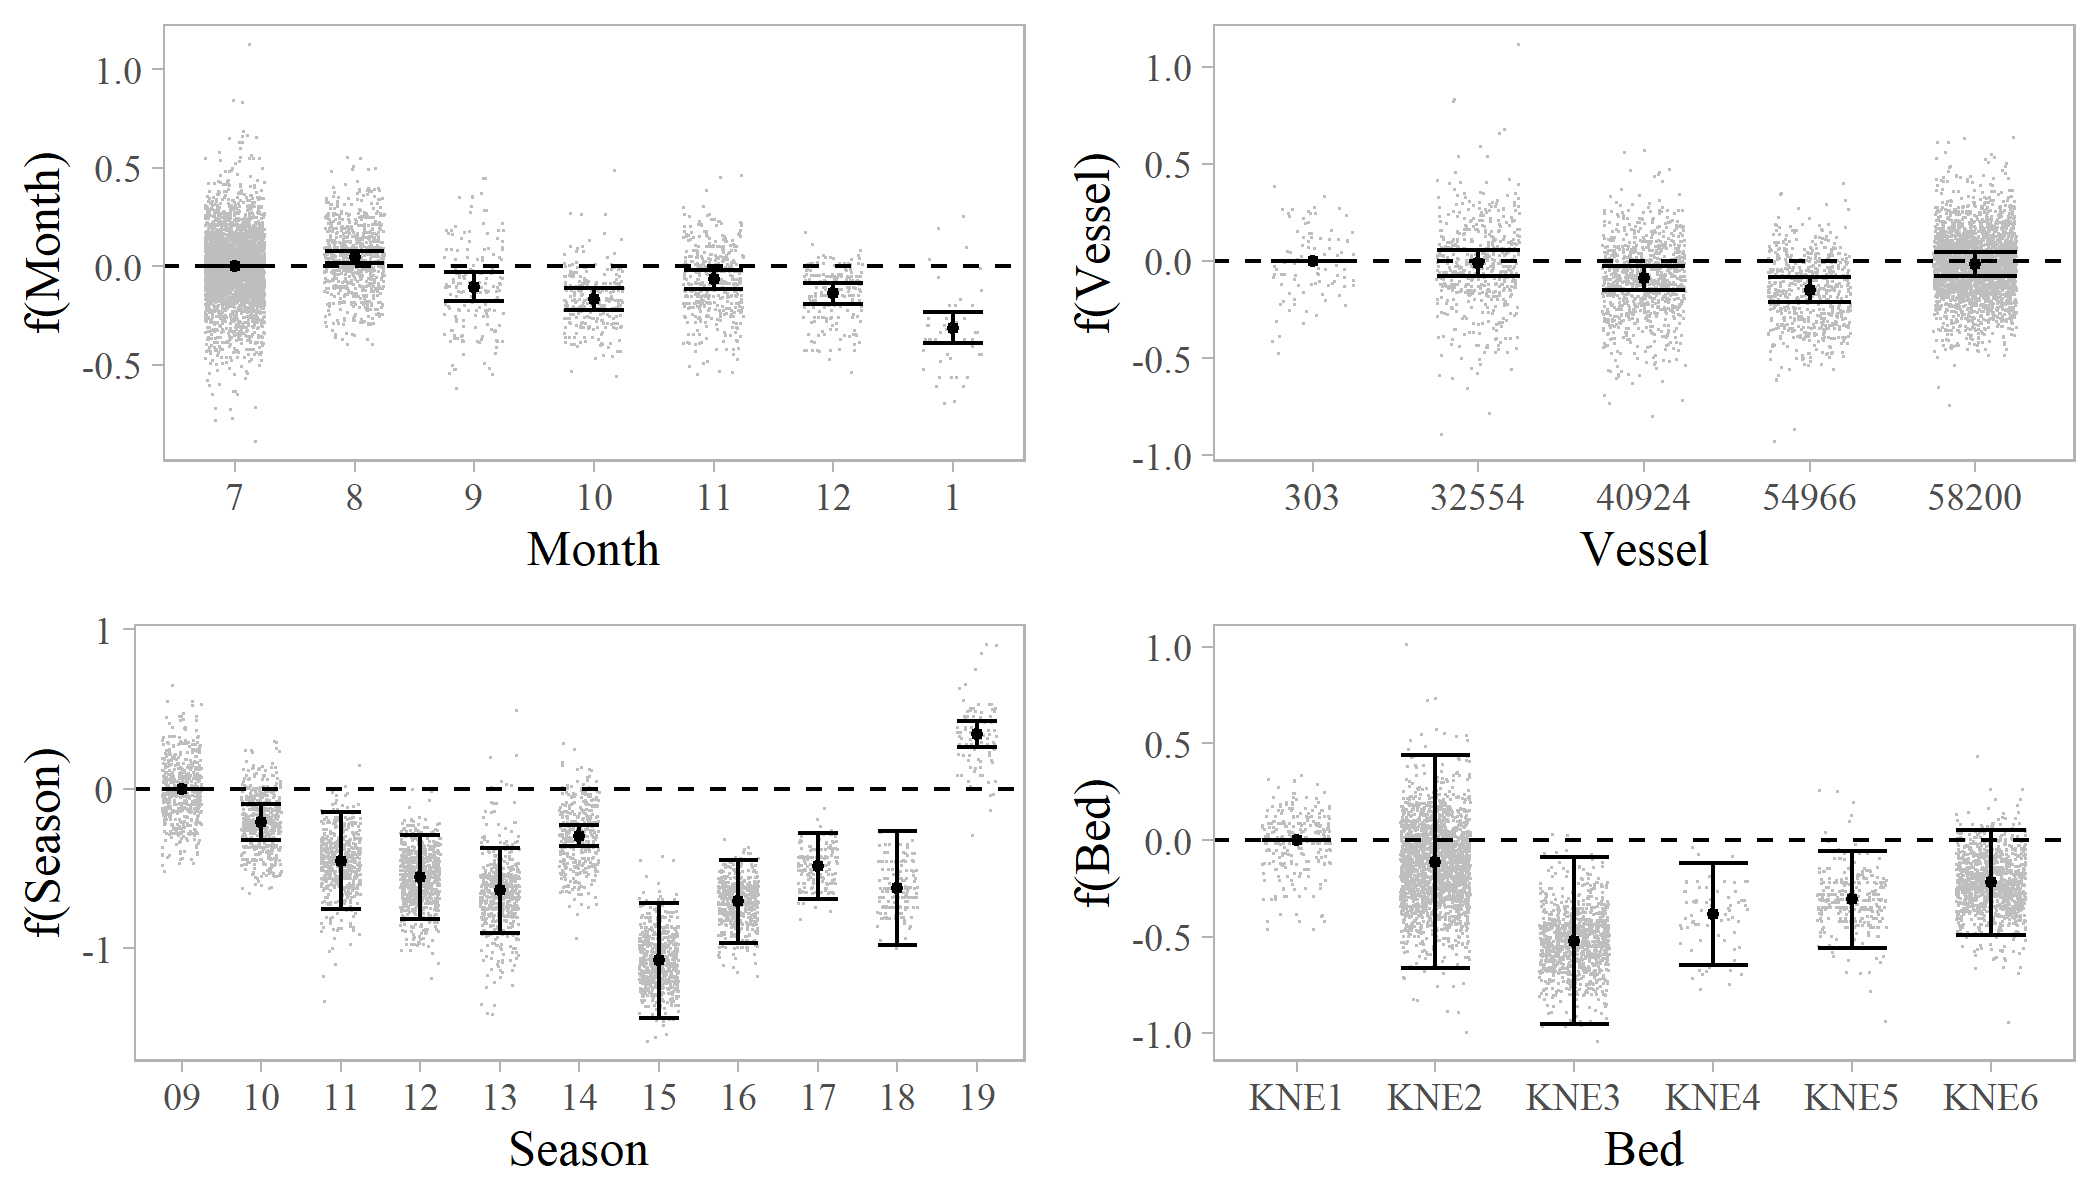 f(Month)
1.0
0.5
0.0
-0.5
7 8 9 10 11 12 1
Month
f(Vessel)
1.0
0.5
0.0
-0.5
-1.0
303 32554 40924 54966 58200
Vessel
f(Season)
1
0
-1
09 10 11 12 13 14 15 16 17 18 19
Season
f(Bed)
1.0
0.5
0.0
-0.5
-1.0
KNE1 KNE2 KNE3 KNE4 KNE5 KNE6
Bed